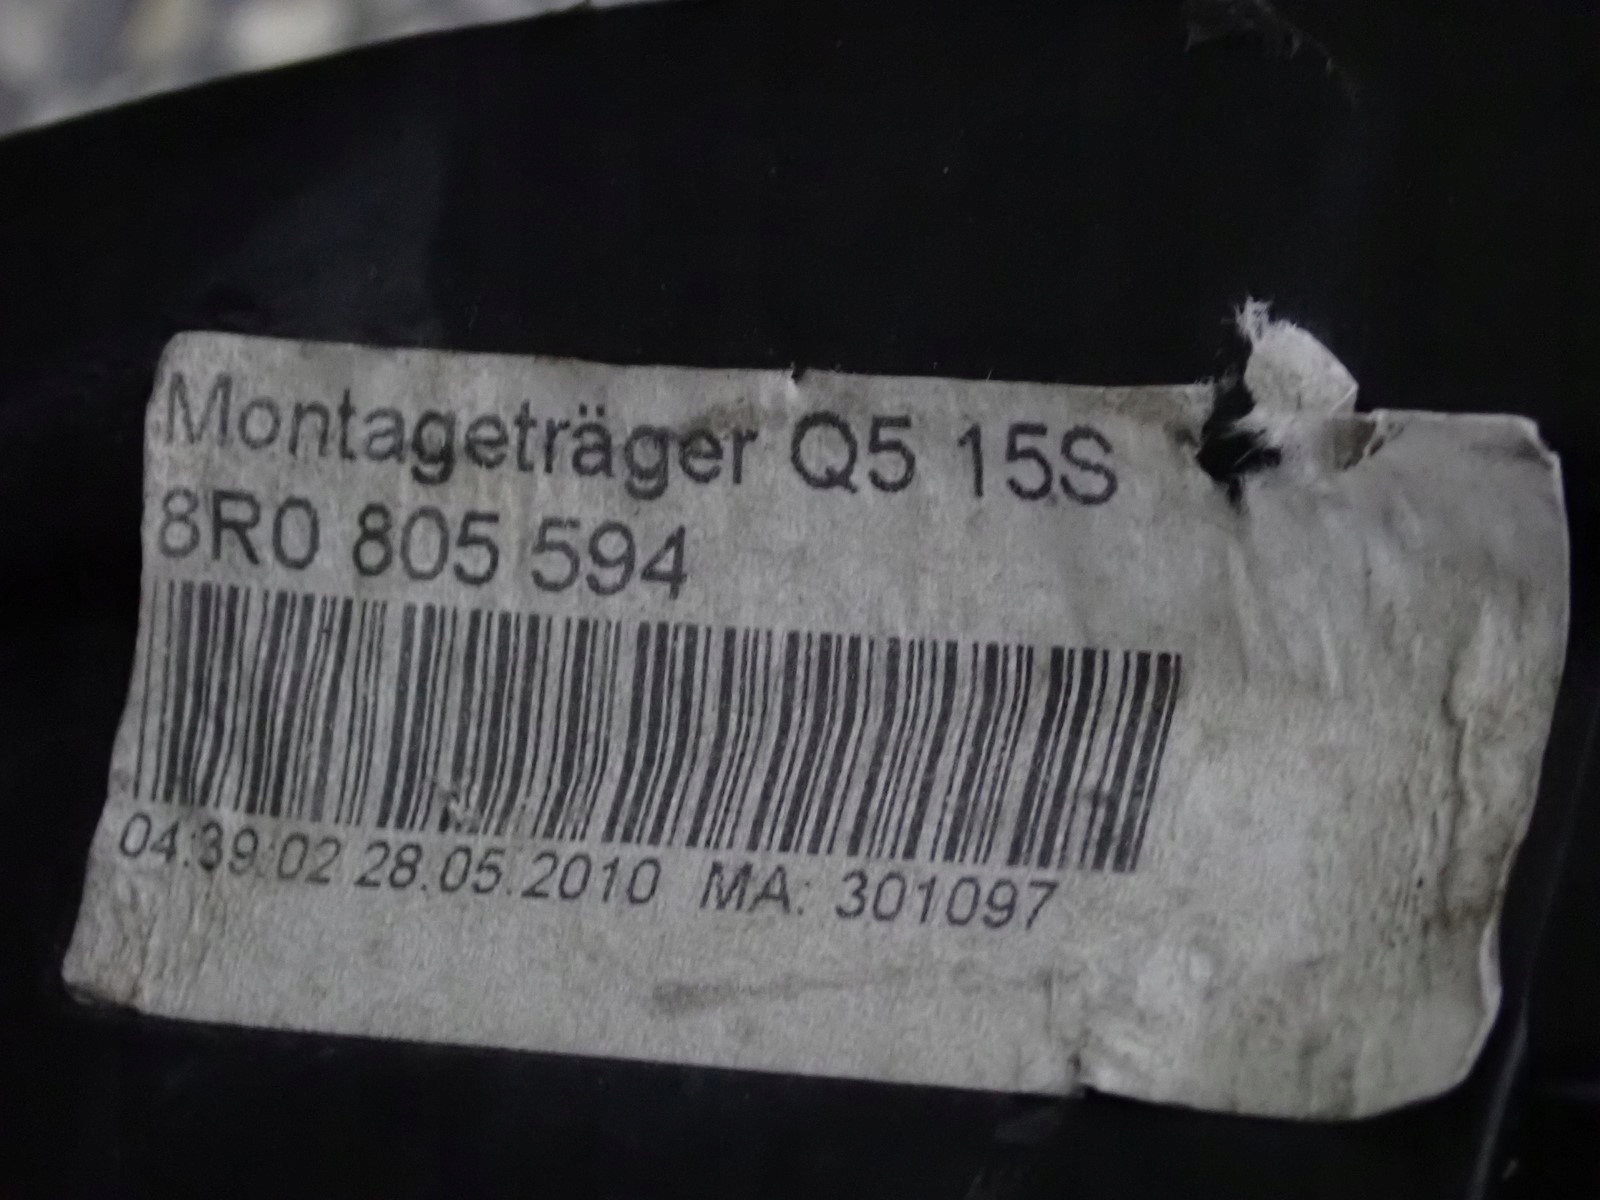 Montageträger Q5 15S
8R0 805 594
04:39:02 28.05.2010 MA: 301097